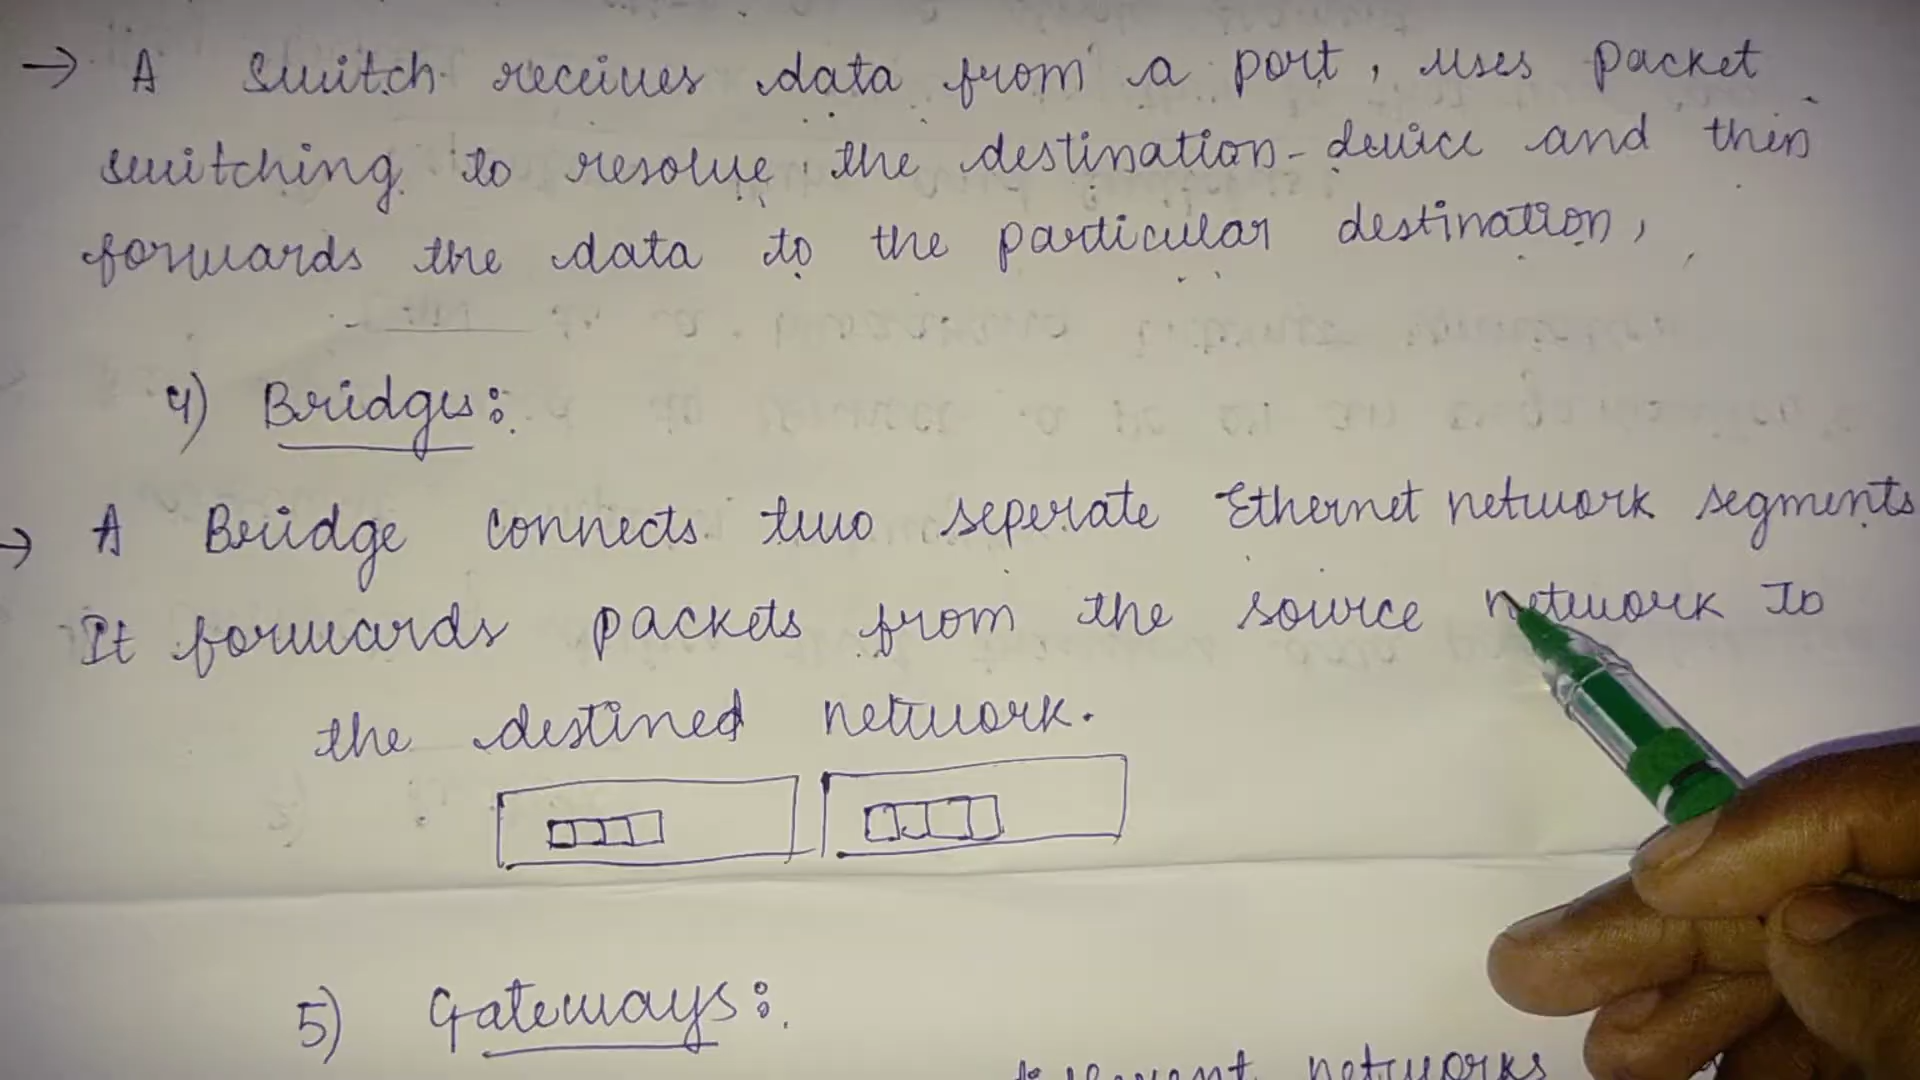 → A switch receives data from a port, uses packet
switching to resolve the destination device and then
forwards the data to the particular destination,
4) Bridges:
→ A Bridge connects two seperate Ethernet network segments
It forwards packets from the source network to
the destined network.
5) Gateways:
different networks